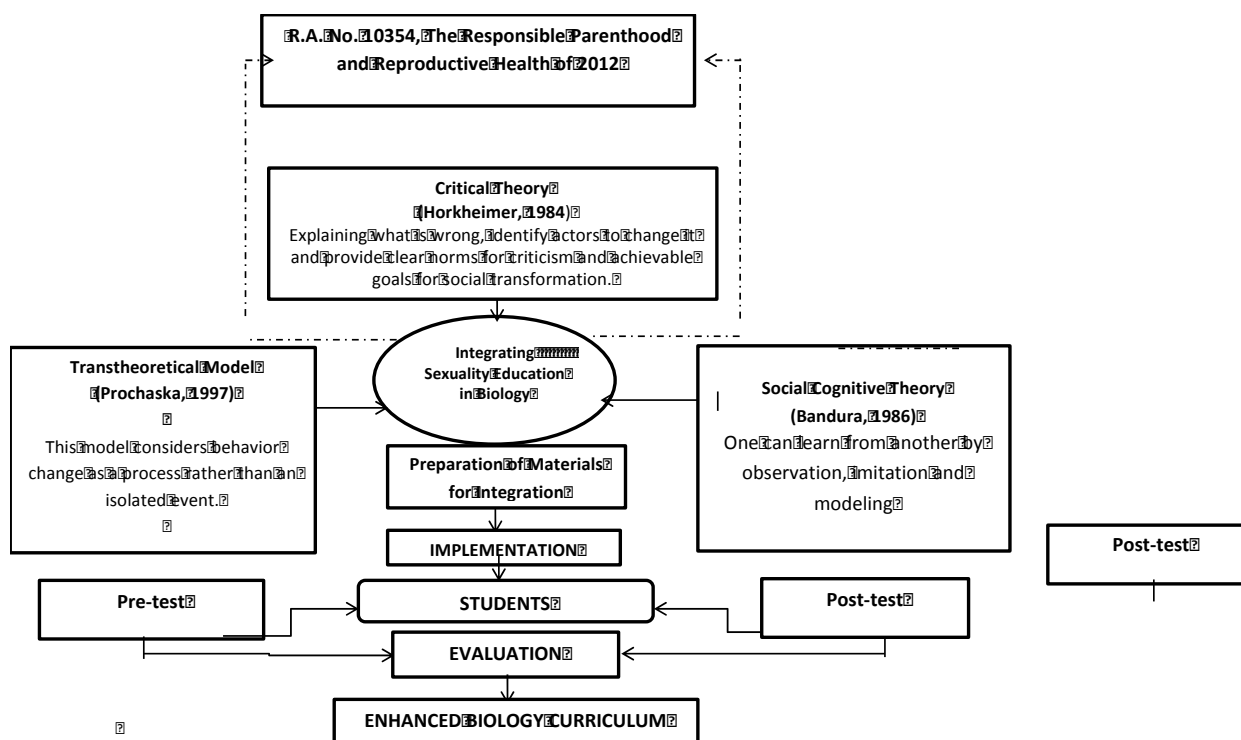 R.A. No. 10354, The Responsible Parenthood
and Reproductive Health of 2012
Critical Theory
(Horkheimer, 1984)
Explaining what is wrong, identify actors to change it
and provide clear norms for criticism and achievable
goals for social transformation.
Transtheoretical Model
(Prochaska, 1997)
This model considers behavior
change as a process rather than an
isolated event.
Integrating
Sexuality Education
in Biology
Social Cognitive Theory
(Bandura, 1986)
One can learn from another by
observation, imitation and
modeling
Preparation of Materials
for Integration
IMPLEMENTATION
Post-test
Pre-test
STUDENTS
Post-test
EVALUATION
ENHANCED BIOLOGY CURRICULUM